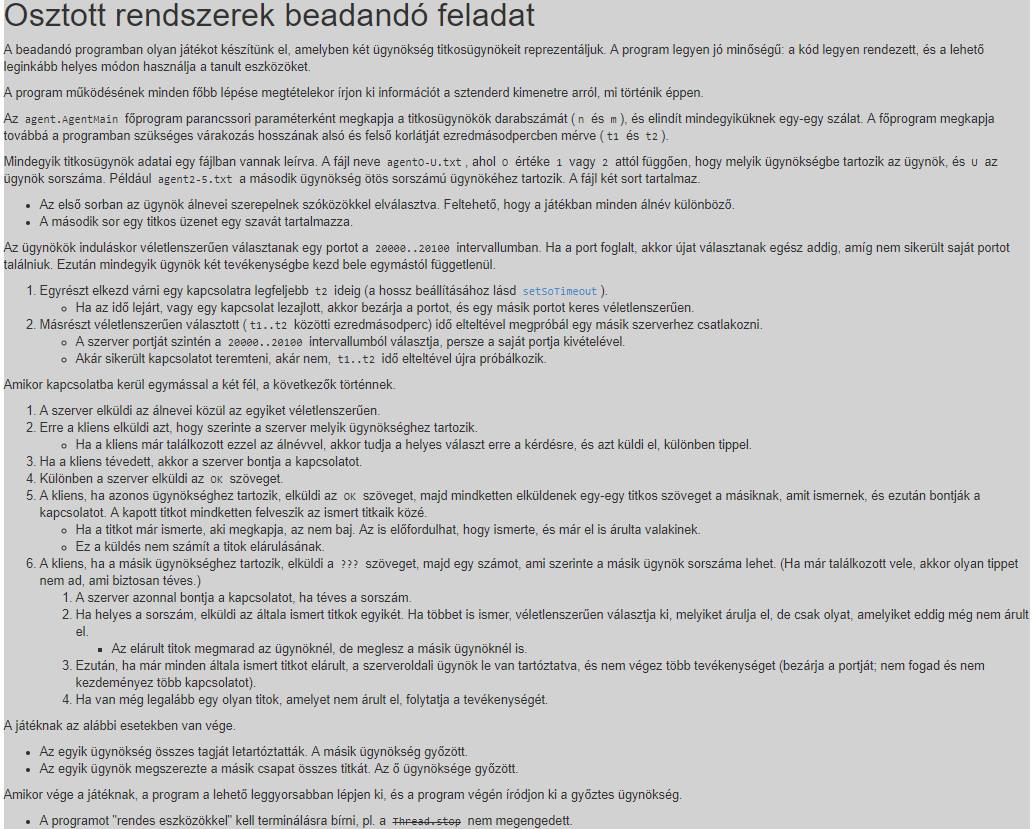 Osztott rendszerek beadandó feladat
A beadandó programban olyan játékot készítünk el, amelyben két ügynökség titkosügynökeit reprezentáljuk. A program legyen jó minőségű: a kód legyen rendezett, és a lehető
leginkább helyes módon használja a tanult eszközöket.
A program működésének minden főbb lépése megtételekor írjon ki információt a sztenderd kimenetre arról, mi történik éppen.
Az agent.AgentMain főprogram parancssori paraméterként megkapja a titkosügynökök darabszámát ( n és m ), és elindít mindegyiküknek egy-egy szálat. A főprogram megkapja
továbbá a programban szükséges várakozás hosszának alsó és felső korlátját ezredmásodpercben mérve ( t1 és t2 ).
Mindegyik titkosügynök adatai egy fájlban vannak leírva. A fájl neve agentO-U.txt , ahol O értéke 1 vagy 2 attól függően, hogy melyik ügynökségbe tartozik az ügynök, és U az
ügynök sorszáma. Például agent2-5.txt a második ügynökség ötös sorszámú ügynökéhez tartozik. A fájl két sort tartalmaz.
• Az első sorban az ügynök álnevei szerepelnek szóközökkel elválasztva. Feltehető, hogy a játékban minden álnév különböző.
• A második sor egy titkos üzenet egy szavát tartalmazza.
Az ügynökök induláskor véletlenszerűen választanak egy portot a 20000..20100 intervallumban. Ha a port foglalt, akkor újat választanak egész addig, amíg nem sikerült saját portot
találniuk. Ezután mindegyik ügynök két tevékenységbe kezd bele egymástól függetlenül.
1. Egyrészt elkezd várni egy kapcsolatra legfeljebb t2 ideig (a hossz beállításához lásd setSoTimeout ).
○ Ha az idő lejárt, vagy egy kapcsolat lezajlott, akkor bezárja a portot, és egy másik portot keres véletlenszerűen.
2. Másrészt véletlenszerűen választott ( t1..t2 közötti ezredmásodperc) idő elteltével megpróbál egy másik szerverhez csatlakozni.
○ A szerver portját szintén a 20000..20100 intervallumból választja, persze a saját portja kivételével.
○ Akár sikerült kapcsolatot teremteni, akár nem, t1..t2 idő elteltével újra próbálkozik.
Amikor kapcsolatba kerül egymással a két fél, a következők történnek.
1. A szerver elküldi az álnevei közül az egyiket véletlenszerűen.
2. Erre a kliens elküldi azt, hogy szerinte a szerver melyik ügynökséghez tartozik.
○ Ha a kliens már találkozott ezzel az álnévvel, akkor tudja a helyes választ erre a kérdésre, és azt küldi el, különben tippel.
3. Ha a kliens tévedett, akkor a szerver bontja a kapcsolatot.
4. Különben a szerver elküldi az OK szöveget.
5. A kliens, ha azonos ügynökséghez tartozik, elküldi az OK szöveget, majd mindketten elküldenek egy-egy titkos szöveget a másiknak, amit ismernek, és ezután bontják a
kapcsolatot. A kapott titkot mindketten felveszik az ismert titkaik közé.
○ Ha a titkot már ismerte, aki megkapja, az nem baj. Az is előfordulhat, hogy ismerte, és már el is árulta valakinek.
○ Ez a küldés nem számít a titok elárulásának.
6. A kliens, ha a másik ügynökséghez tartozik, elküldi a ??? szöveget, majd egy számot, ami szerinte a másik ügynök sorszáma lehet. (Ha már találkozott vele, akkor olyan tippet
nem ad, ami biztosan téves.)
1. A szerver azonnal bontja a kapcsolatot, ha téves a sorszám.
2. Ha helyes a sorszám, elküldi az általa ismert titkok egyikét. Ha többet is ismer, véletlenszerűen választja ki, melyiket árulja el, de csak olyat, amelyiket eddig még nem árult
el.
▪ Az elárult titok megmarad az ügynöknél, de meglesz a másik ügynöknél is.
3. Ezután, ha már minden általa ismert titkot elárult, a szerveroldali ügynök le van tartóztatva, és nem végez több tevékenységet (bezárja a portját; nem fogad és nem
kezdeményez több kapcsolatot).
4. Ha van még legalább egy olyan titok, amelyet nem árult el, folytatja a tevékenységét.
A játéknak az alábbi esetekben van vége.
• Az egyik ügynökség összes tagját letartóztatták. A másik ügynökség győzött.
• Az egyik ügynök megszerezte a másik csapat összes titkát. Az ő ügynöksége győzött.
Amikor vége a játéknak, a program a lehető leggyorsabban lépjen ki, és a program végén íródjon ki a győztes ügynökség.
• A programot "rendes eszközökkel" kell terminálásra bírni, pl. a Thread.stop nem megengedett.